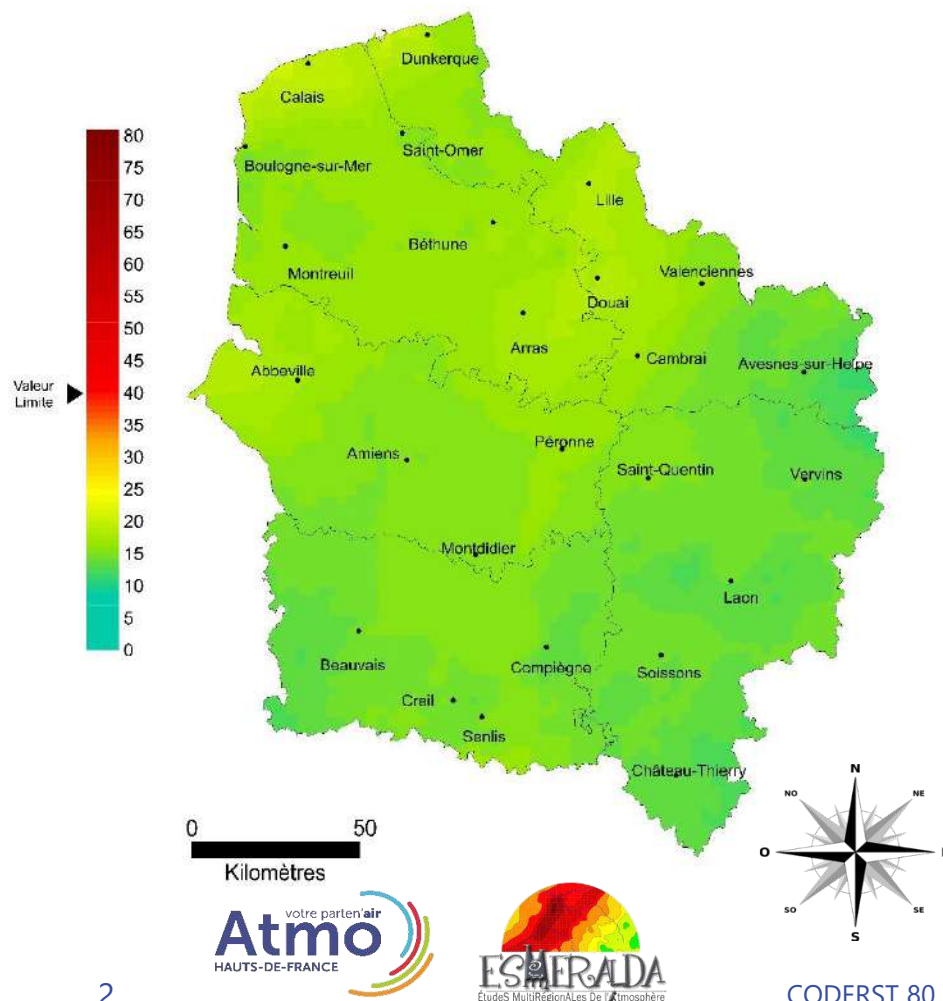 Dunkerque
Calais
Saint-Omer
Boulogne-sur-Mer
Lille
Béthune
Montreuil
Valenciennes
Douai
Arras
Cambrai
Avesnes-sur-Helpe
Abbeville
Péronne
Amiens
Saint-Quentin
Vervins
Montdidier
Laon
Beauvais
Compiègne
Soissons
Creil
Senlis
Château-Thierry
80
75
70
65
60
55
50
45
Valeur
Limite
40
35
30
25
20
15
10
5
0
0 50
Kilomètres
N
NO NE
O
SO SE
S
votre parten'air
Atmo
HAUTS-DE-FRANCE
ESMERALDA
ÉtudeS MultiRégionALes De l'Atmosphère
2
CODERST 80